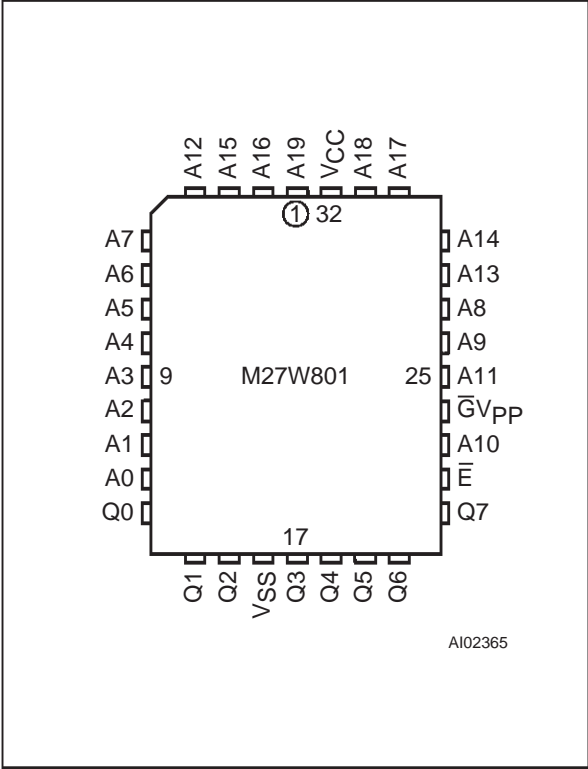 A12 A15 A16 A19 VCC A18 A17
1 32
A7 A14
A6 A13
A5 A8
A4 A9
A3 9 M27W801 25 A11
A2 G̅VPP
A1 A10
A0 E̅
Q0 Q7
17
Q1 Q2 VSS Q3 Q4 Q5 Q6
AI02365